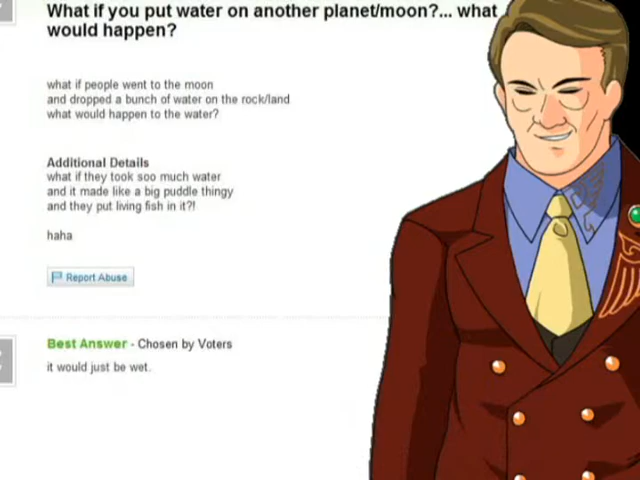 What if you put water on another planet/moon?... what
would happen?
what if people went to the moon
and dropped a bunch of water on the rock/land
what would happen to the water?
Additional Details
what if they took soo much water
and it made like a big puddle thingy
and they put living fish in it?!
haha
Report Abuse
Best Answer - Chosen by Voters
it would just be wet.